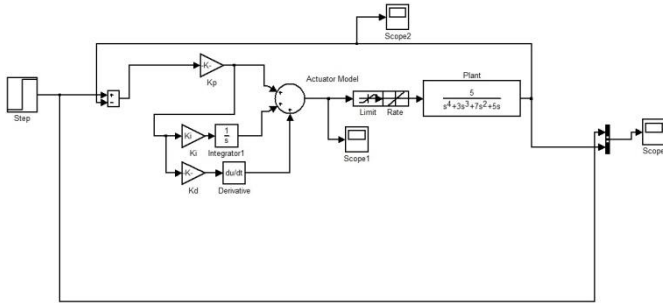 Scope2
-K-
Kp
Actuator Model
Plant
5
s⁴+3s³+7s²+5s
Limit
Rate
Step
+
−
+
+
+
Scope1
Ki
Ki
1
s
Integrator1
-K-
Kd
du/dt
Derivative
Scope